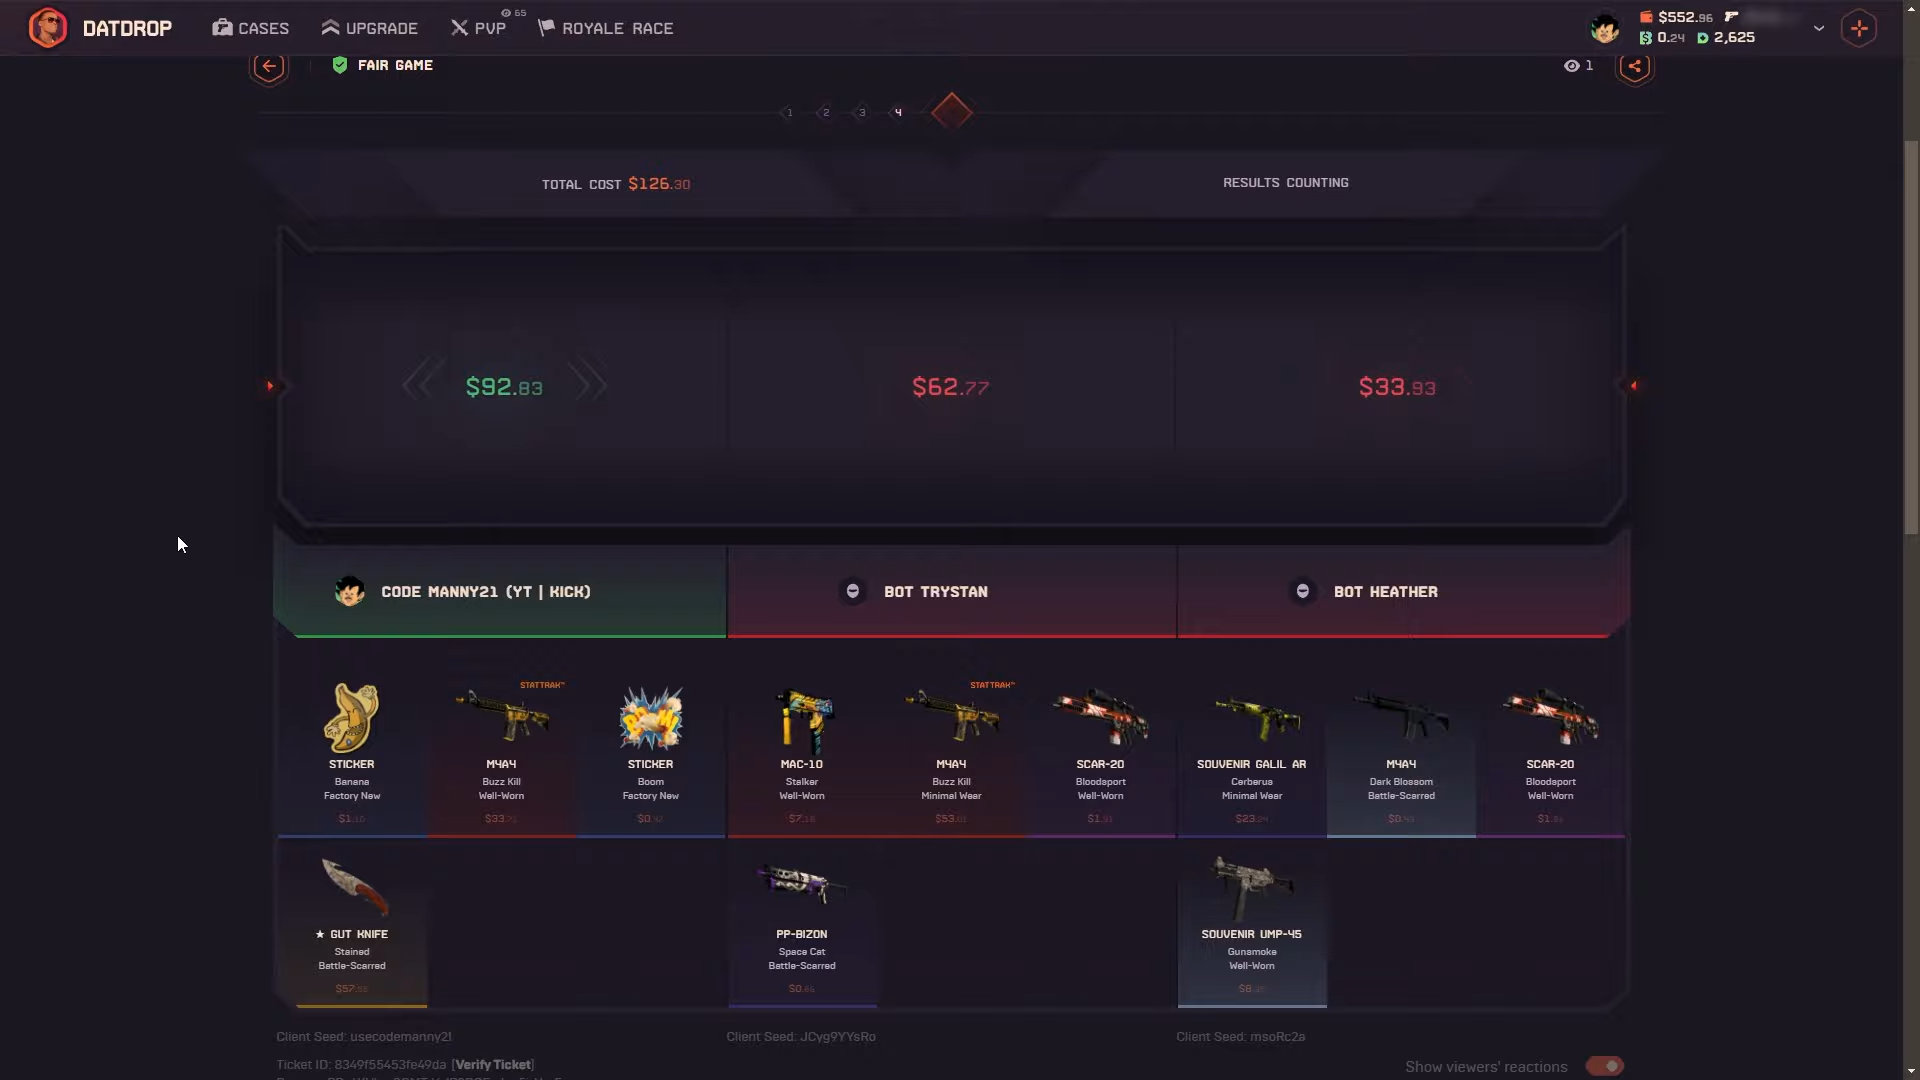 DATDROP
CASES
UPGRADE
PVP
65
ROYALE RACE
$552.96
0.24 2,625
FAIR GAME
1
1 2 3 4
TOTAL COST $126.30
RESULTS COUNTING
$92.83
$62.77
$33.93
CODE MANNY21 (YT | KICK)
BOT TRYSTAN
BOT HEATHER
STICKER
Banana
Factory New
STATTRAK™
M4A4
Buzz Kill
Well-Worn
STICKER
Boom
Factory New
MAC-10
Stalker
Well-Worn
STATTRAK™
M4A4
Buzz Kill
Minimal Wear
SCAR-20
Bloodsport
Well-Worn
SOUVENIR GALIL AR
Cerberus
Minimal Wear
M4A4
Dark Blossom
Battle-Scarred
SCAR-20
Bloodsport
Well-Worn
★ GUT KNIFE
Stained
Battle-Scarred
PP-BIZON
Space Cat
Battle-Scarred
SOUVENIR UMP-45
Gunsmoke
Well-Worn
Client Seed: usecodemanny21
Client Seed: JCyg9YYsRo
Client Seed: msoRc2a
Ticket ID: 8349f55453fe49da [Verify Ticket]
Show viewers' reactions